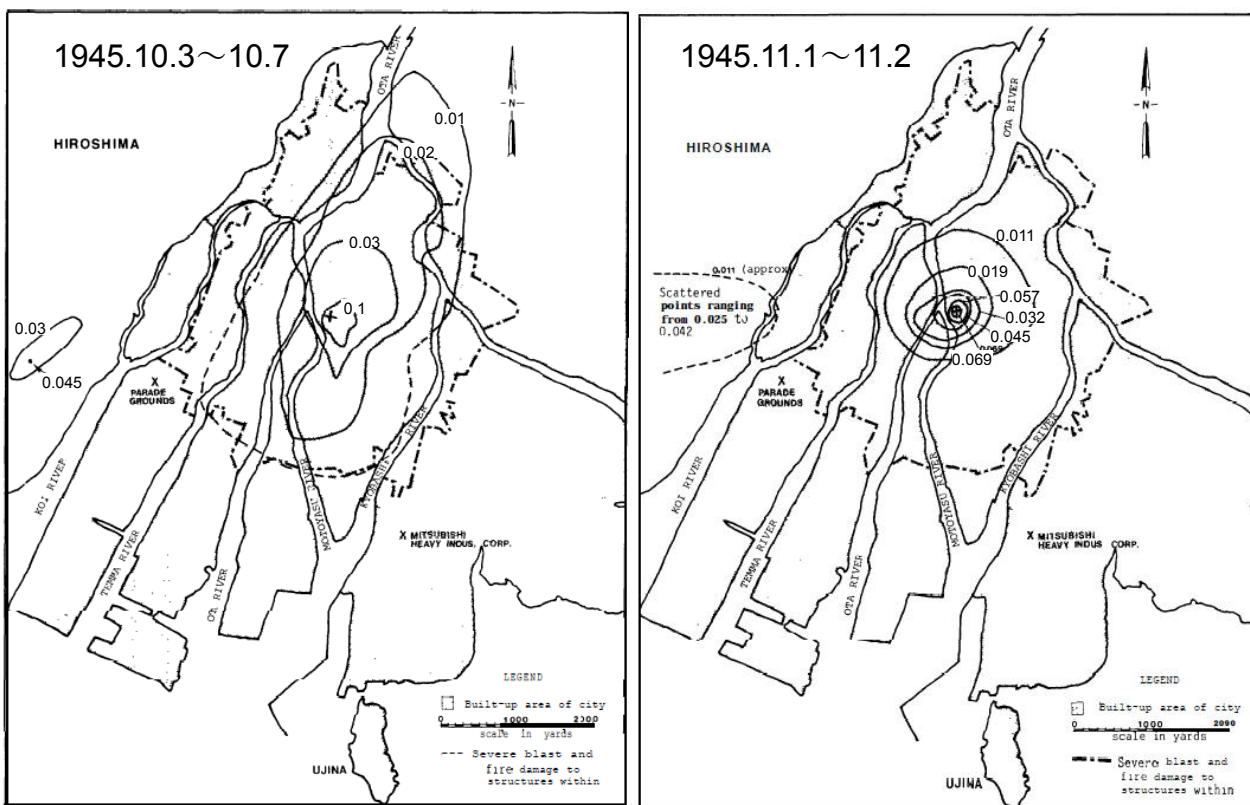 1945.10.3～10.7
OTA RIVER
N
HIROSHIMA
0.01
0.02
0.03
0.1
0.03
0.045
X
PARADE
GROUNDS
KOI RIVER
TEMMA RIVER
OTA RIVER
MOTOYASU RIVER
KYOBASHI RIVER
X MITSUBISHI
HEAVY INDUS. CORP.
LEGEND
Built-up area of city
0 1000 2000
scale in yards
Severe blast and
fire damage to
structures within
UJINA
1945.11.1～11.2
OTA RIVER
N
HIROSHIMA
0.011
0.011 (approx)
0.019
Scattered
points ranging
from 0.025 to
0.042
0.057
0.032
0.045
0.069
X
PARADE
GROUNDS
KOI RIVER
TEMMA RIVER
OTA RIVER
MOTOYASU RIVER
KYOBASHI RIVER
X MITSUBISHI
HEAVY INDUS CORP.
LEGEND
Built-up area of city
0 1000 2090
scale in yards
Severe blast and
fire damage to
structures within
UJINA